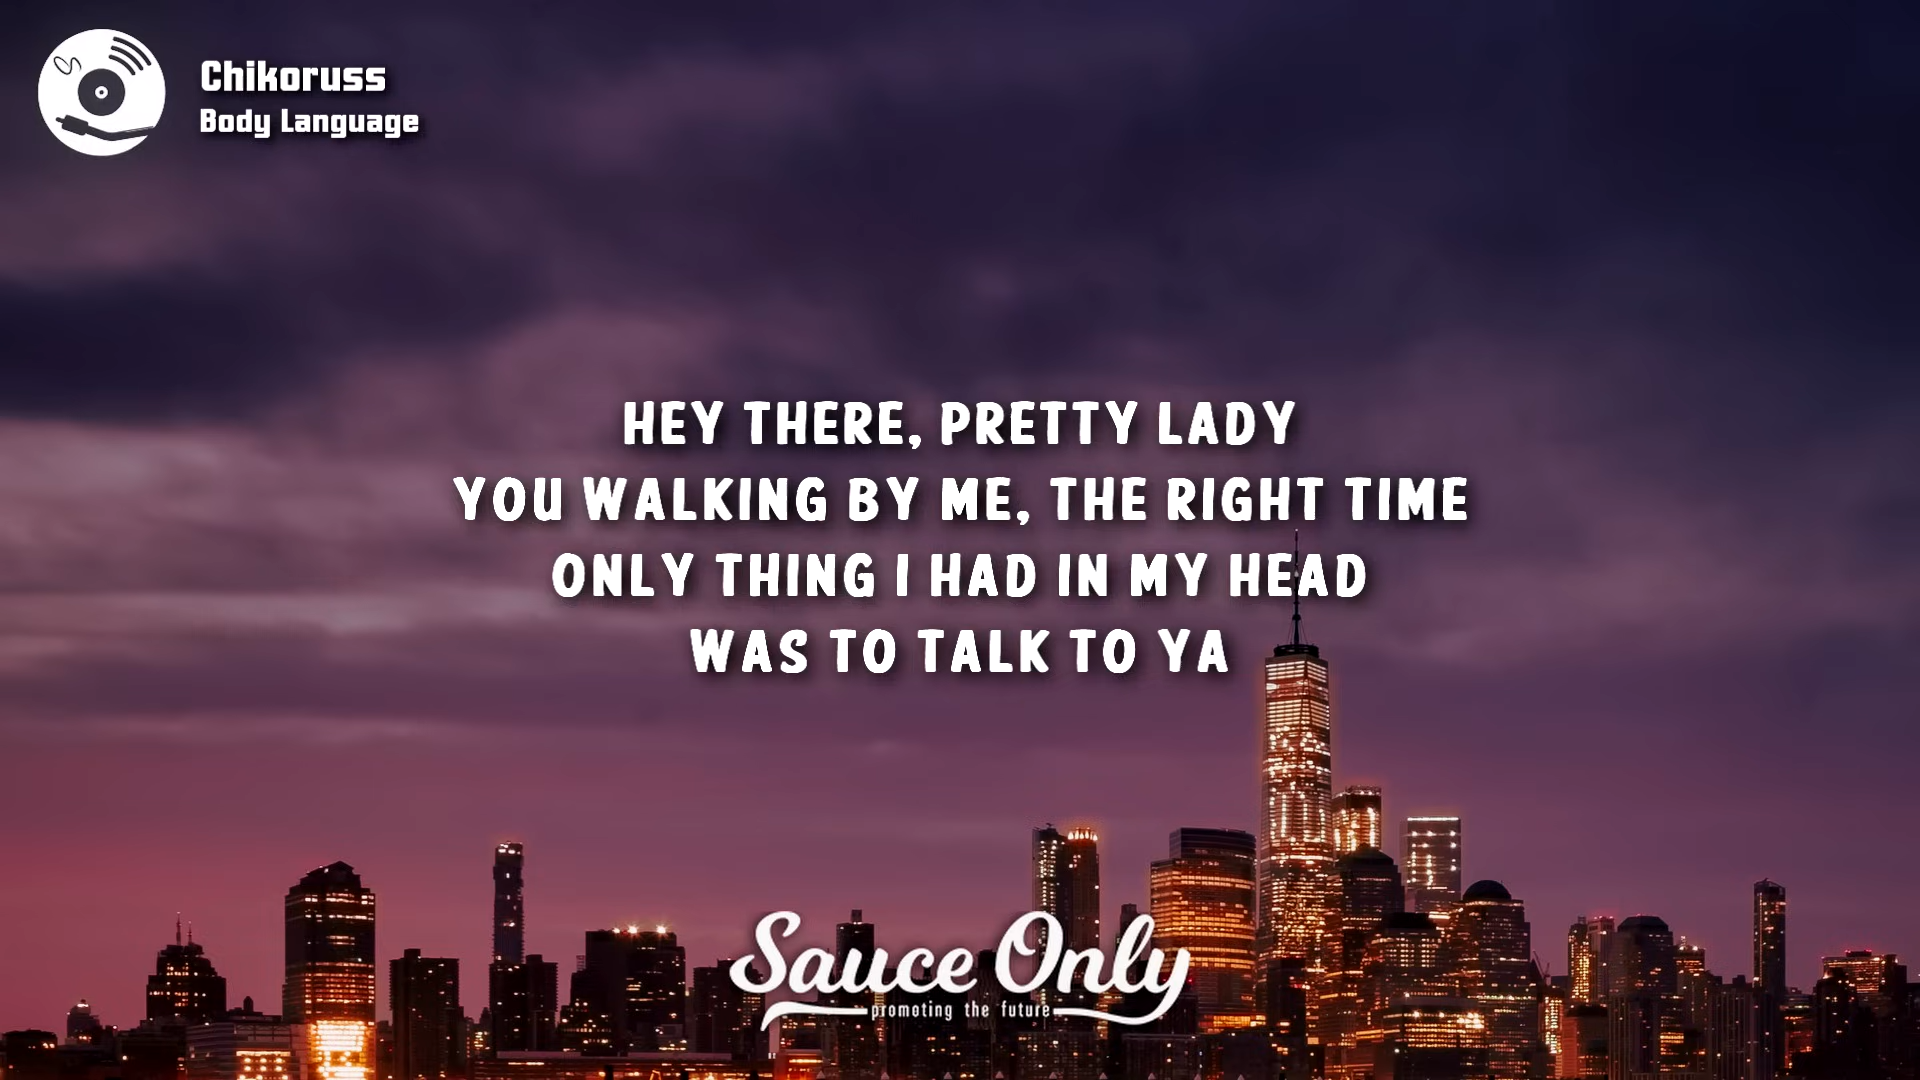 Chikoruss
Body Language
HEY THERE, PRETTY LADY
YOU WALKING BY ME, THE RIGHT TIME
ONLY THING I HAD IN MY HEAD
WAS TO TALK TO YA
Sauce Only
promoting the future